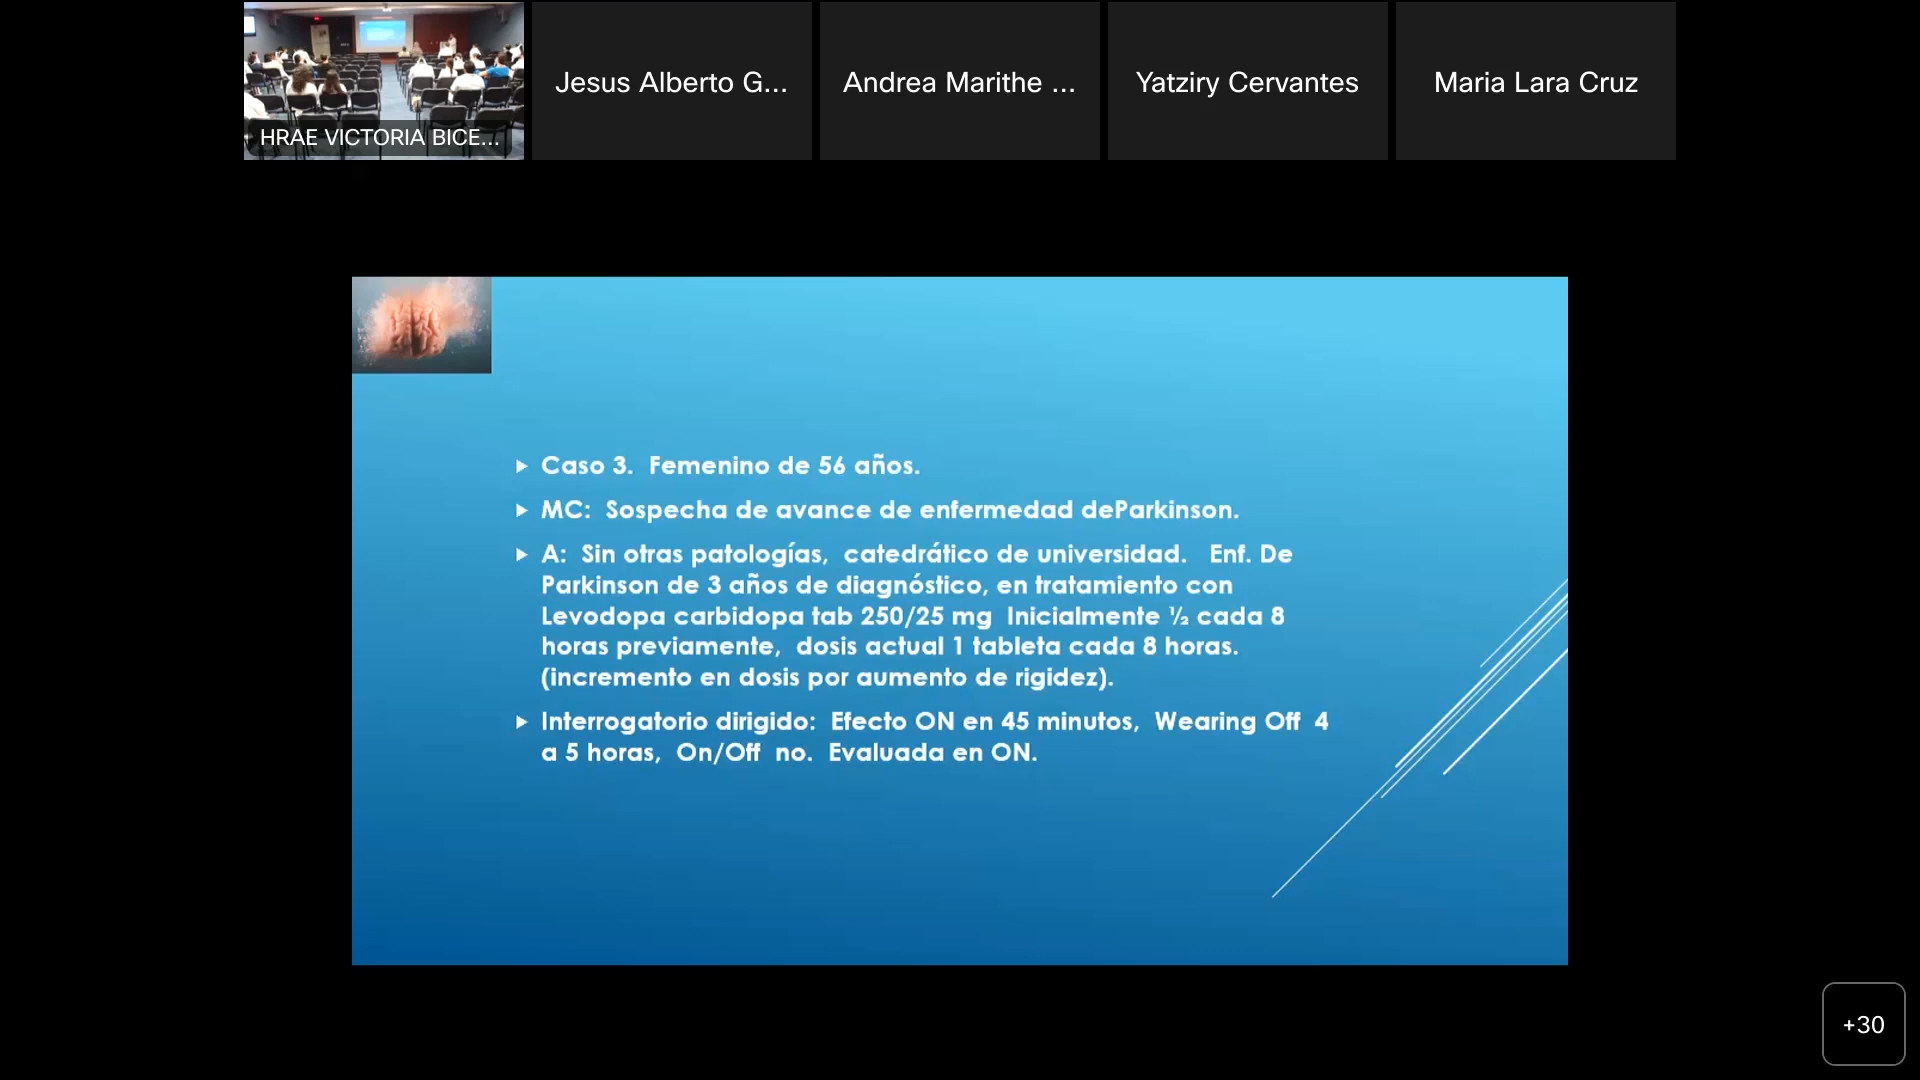 HRAE VICTORIA BICE...
Jesus Alberto G...
Andrea Marithe ...
Yatziry Cervantes
Maria Lara Cruz
Caso 3. Femenino de 56 años.
MC: Sospecha de avance de enfermedad deParkinson.
A: Sin otras patologías, catedrático de universidad. Enf. De
Parkinson de 3 años de diagnóstico, en tratamiento con
Levodopa carbidopa tab 250/25 mg Inicialmente ½ cada 8
horas previamente, dosis actual 1 tableta cada 8 horas.
(incremento en dosis por aumento de rigidez).
Interrogatorio dirigido: Efecto ON en 45 minutos, Wearing Off 4
a 5 horas, On/Off no. Evaluada en ON.
+30